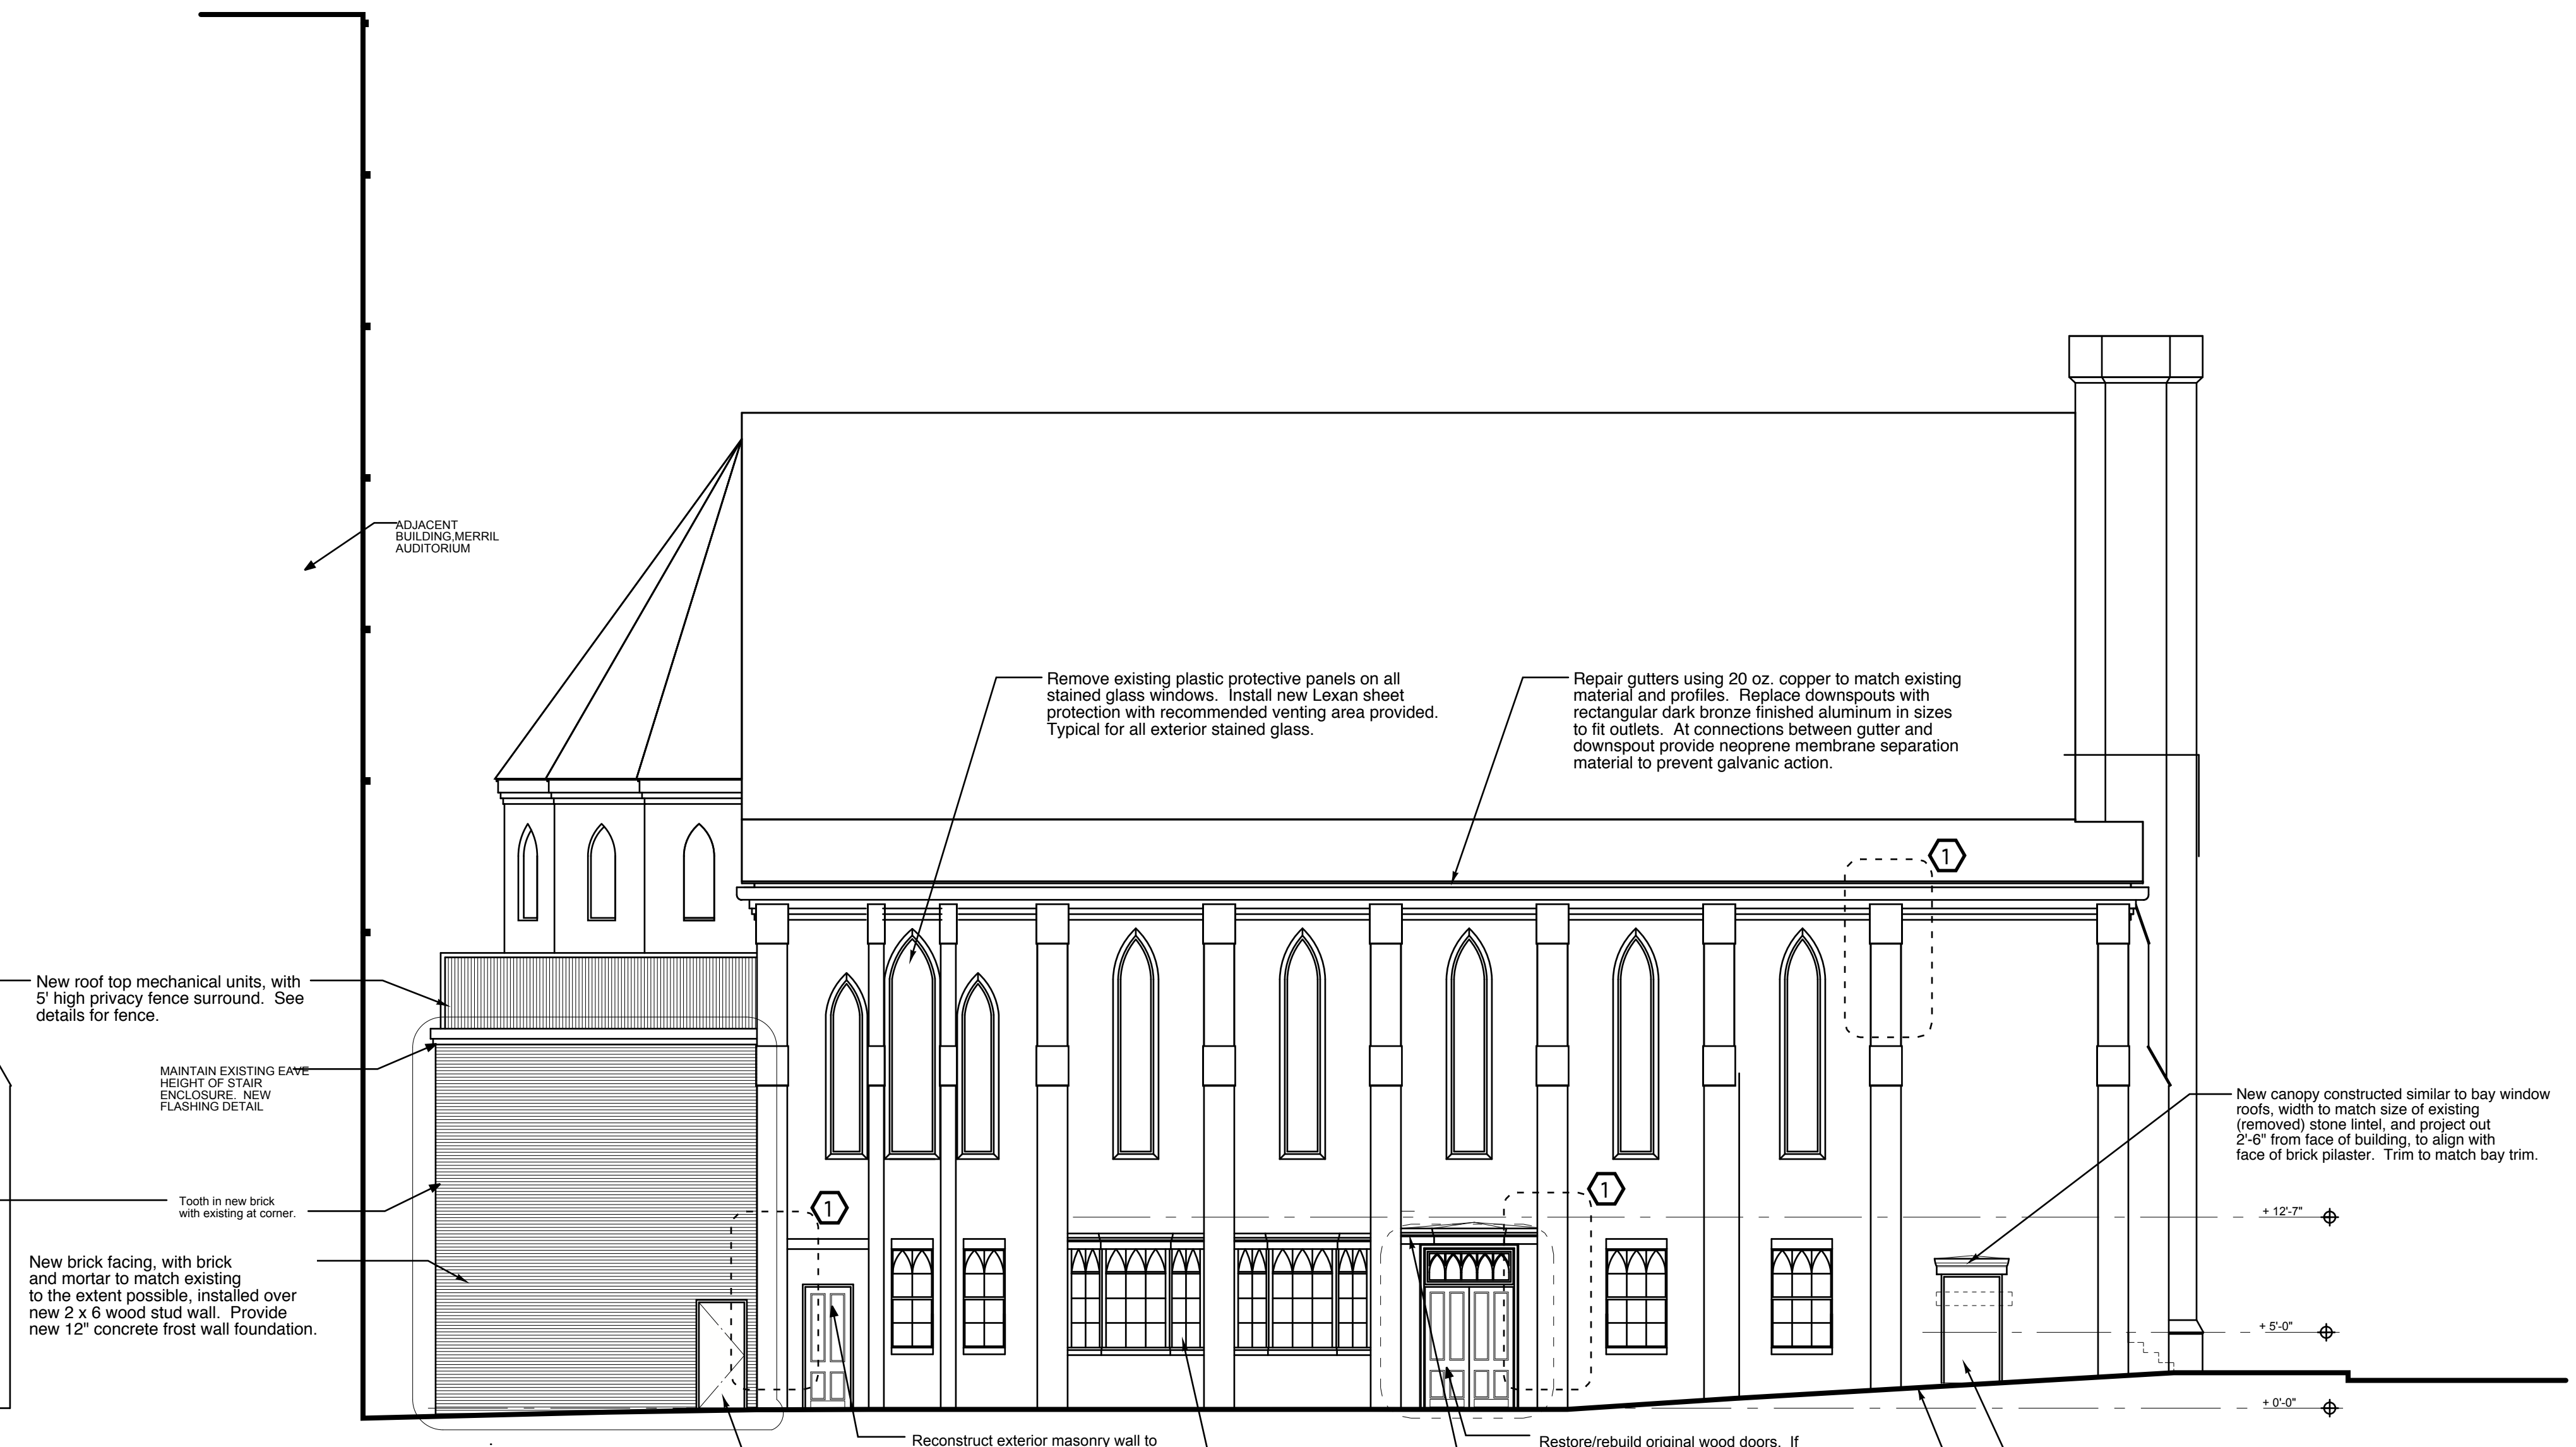 ADJACENT
BUILDING,MERRIL
AUDITORIUM
Remove existing plastic protective panels on all
stained glass windows. Install new Lexan sheet
protection with recommended venting area provided.
Typical for all exterior stained glass.
Repair gutters using 20 oz. copper to match existing
material and profiles. Replace downspouts with
rectangular dark bronze finished aluminum in sizes
to fit outlets. At connections between gutter and
downspout provide neoprene membrane separation
material to prevent galvanic action.
1
New roof top mechanical units, with
5' high privacy fence surround. See
details for fence.
MAINTAIN EXISTING EAVE
HEIGHT OF STAIR
ENCLOSURE. NEW
FLASHING DETAIL
New canopy constructed similar to bay window
roofs, width to match size of existing
(removed) stone lintel, and project out
2'-6" from face of building, to align with
face of brick pilaster. Trim to match bay trim.
Tooth in new brick
with existing at corner.
1
1
+ 12'-7"
New brick facing, with brick
and mortar to match existing
to the extent possible, installed over
new 2 x 6 wood stud wall. Provide
new 12" concrete frost wall foundation.
+ 5'-0"
+ 0'-0"
Reconstruct exterior masonry wall to
Restore/rebuild original wood doors. If